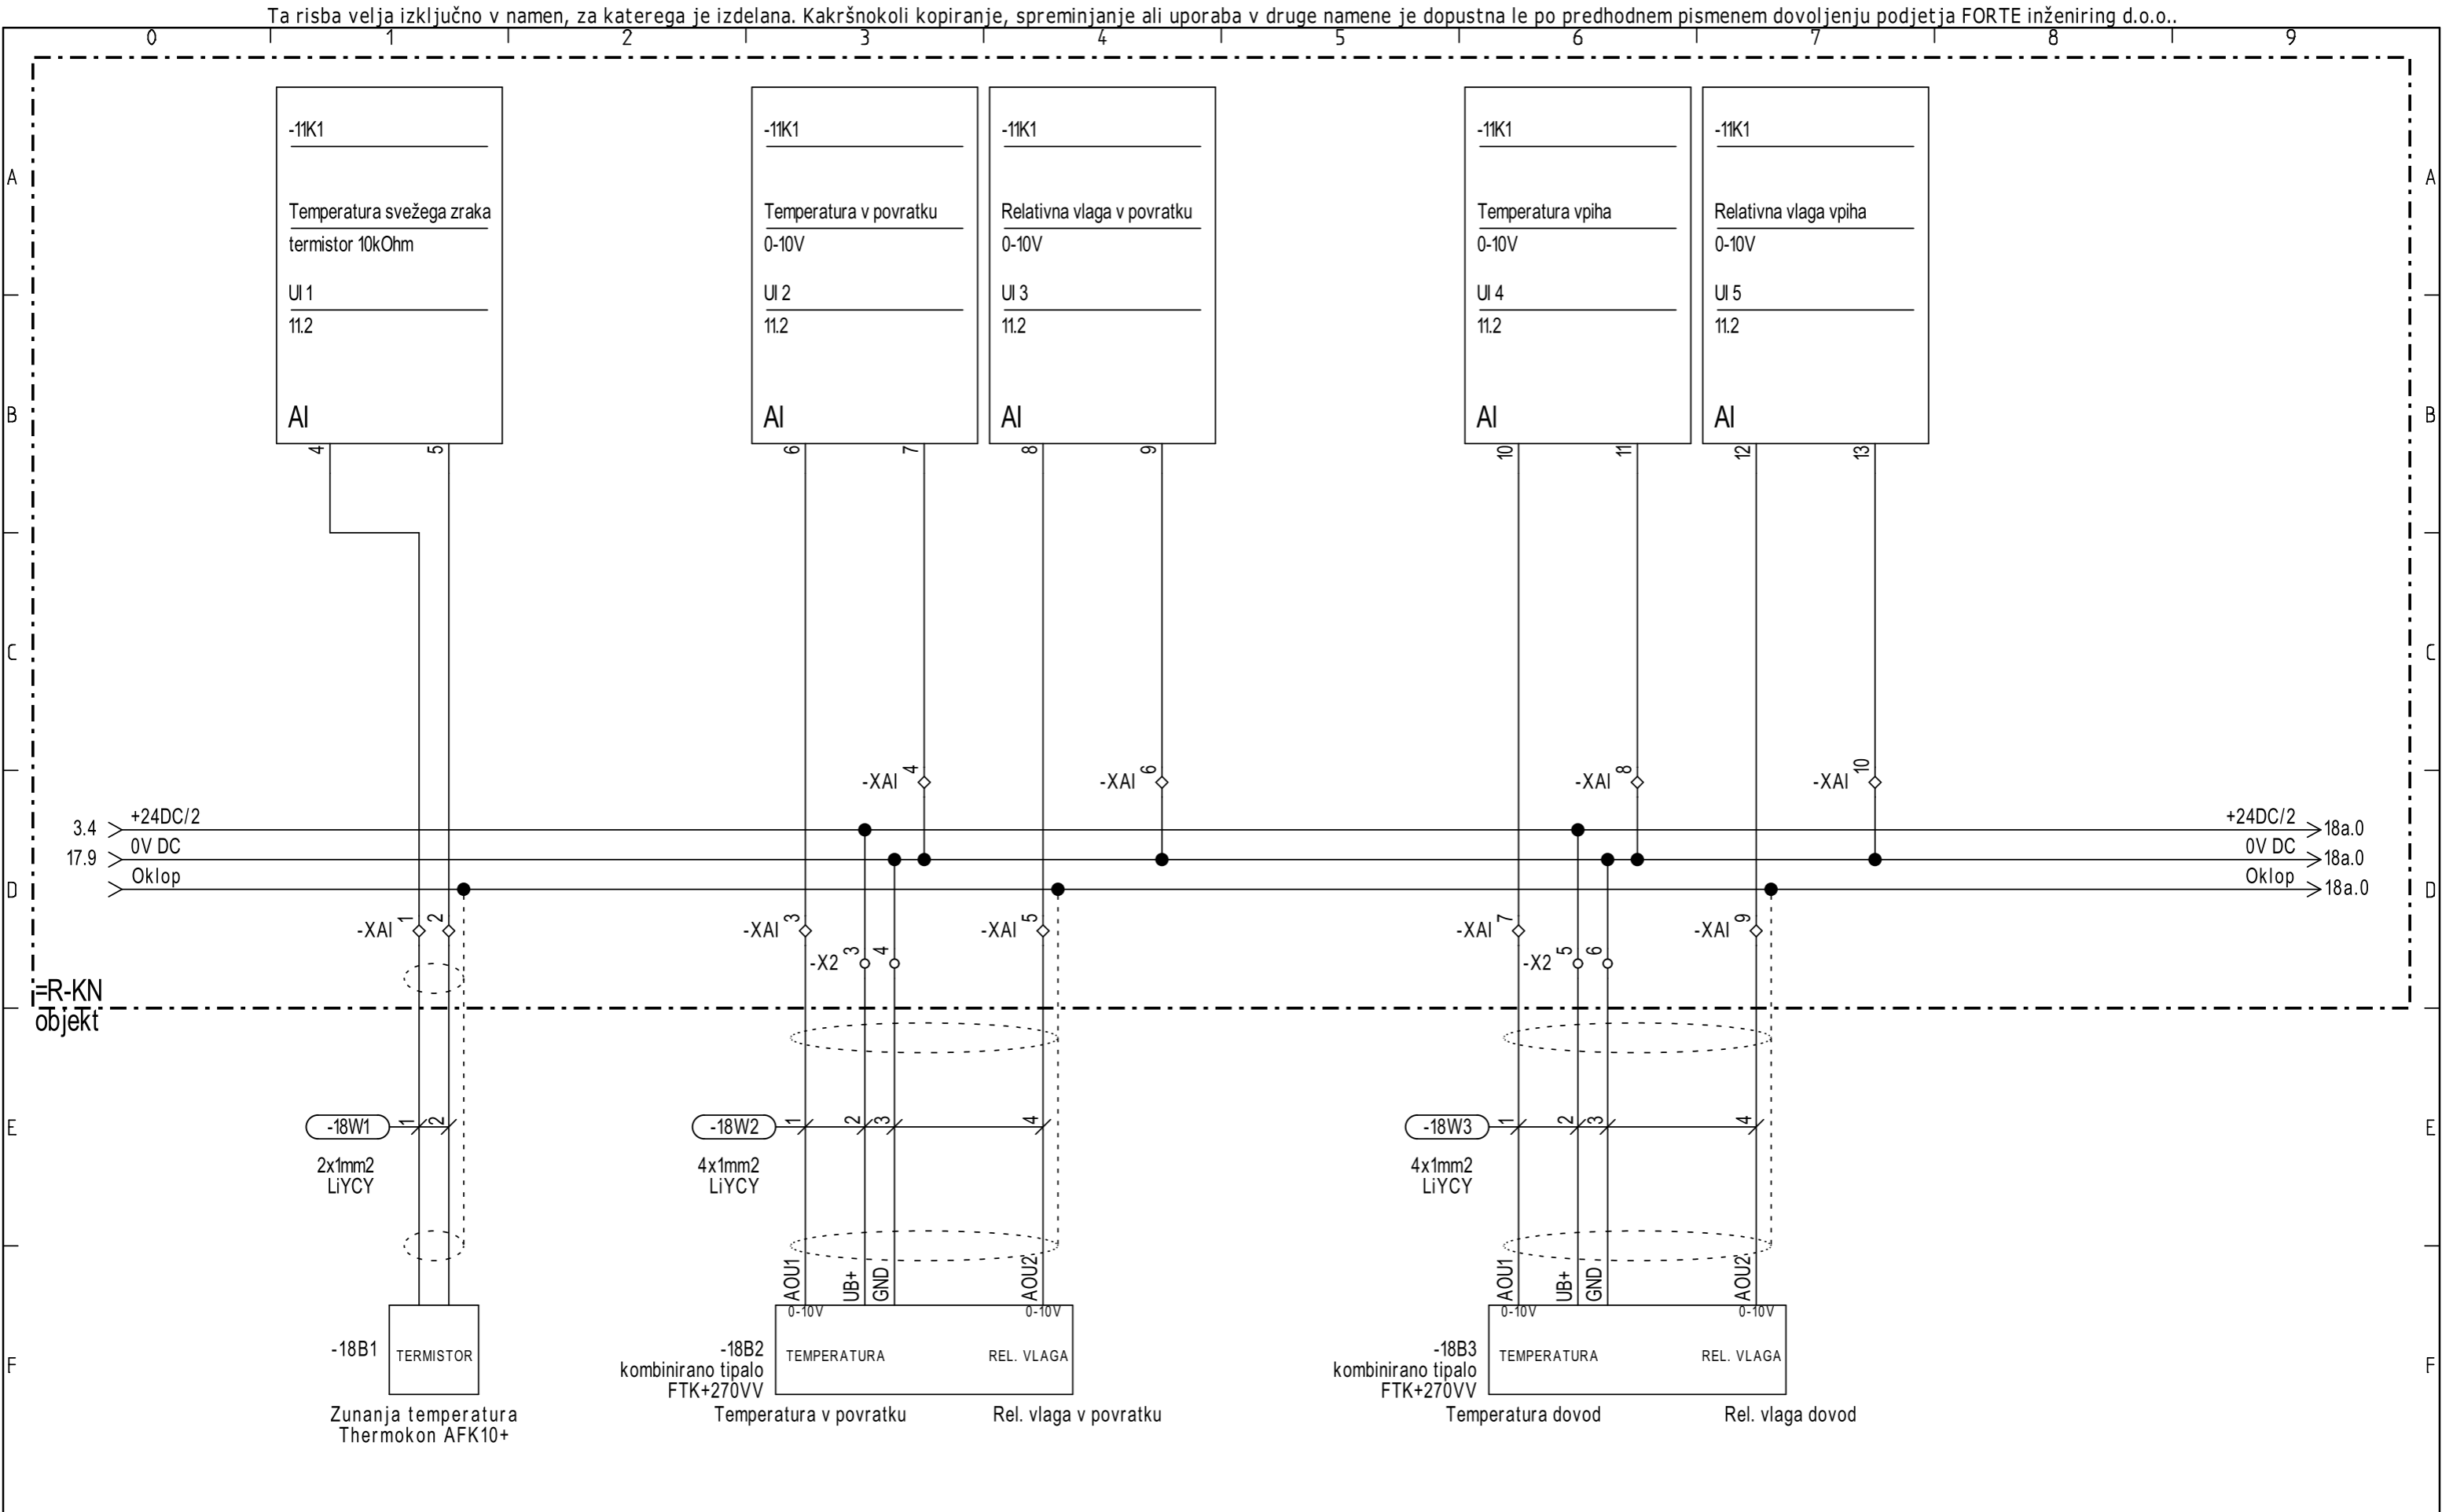 Ta risba velja izključno v namen, za katerega je izdelana. Kakršnokoli kopiranje, spreminjanje ali uporaba v druge namene je dopustna le po predhodnem pismenem dovoljenju podjetja FORTE inženiring d.o.o..
0 1 2 3 4 5 6 7 8 9
-11K1 -11K1 -11K1 -11K1 -11K1
A A
Temperatura svežega zraka Temperatura v povratku Relativna vlaga v povratku Temperatura vpiha Relativna vlaga vpiha
termistor 10kOhm 0-10V 0-10V 0-10V 0-10V
UI 1 UI 2 UI 3 UI 4 UI 5
11.2 11.2 11.2 11.2 11.2
B AI AI AI AI AI B
4 5 6 7 8 9 10 11 12 13
C C
-XAI 4 -XAI 6 -XAI 8 -XAI 10
3.4 +24DC/2 +24DC/2 18a.0
17.9 0V DC 0V DC 18a.0
D Oklop Oklop 18a.0 D
-XAI 1 2 -XAI 3 -XAI 5 -XAI 7 -XAI 9
-X2 3 4 -X2 5 6
=R-KN
objekt
E -18W1 1 2 -18W2 1 2 3 4 -18W3 1 2 3 4 E
2x1mm2 4x1mm2 4x1mm2
LiYCY LiYCY LiYCY
AOU1 UB+ GND AOU2 AOU1 UB+ GND AOU2
0-10V 0-10V 0-10V 0-10V
F -18B1 TERMISTOR -18B2 TEMPERATURA REL. VLAGA -18B3 TEMPERATURA REL. VLAGA F
kombinirano tipalo kombinirano tipalo
FTK+270VV FTK+270VV
Zunanja temperatura Temperatura v povratku Rel. vlaga v povratku Temperatura dovod Rel. vlaga dovod
Thermokon AFK10+